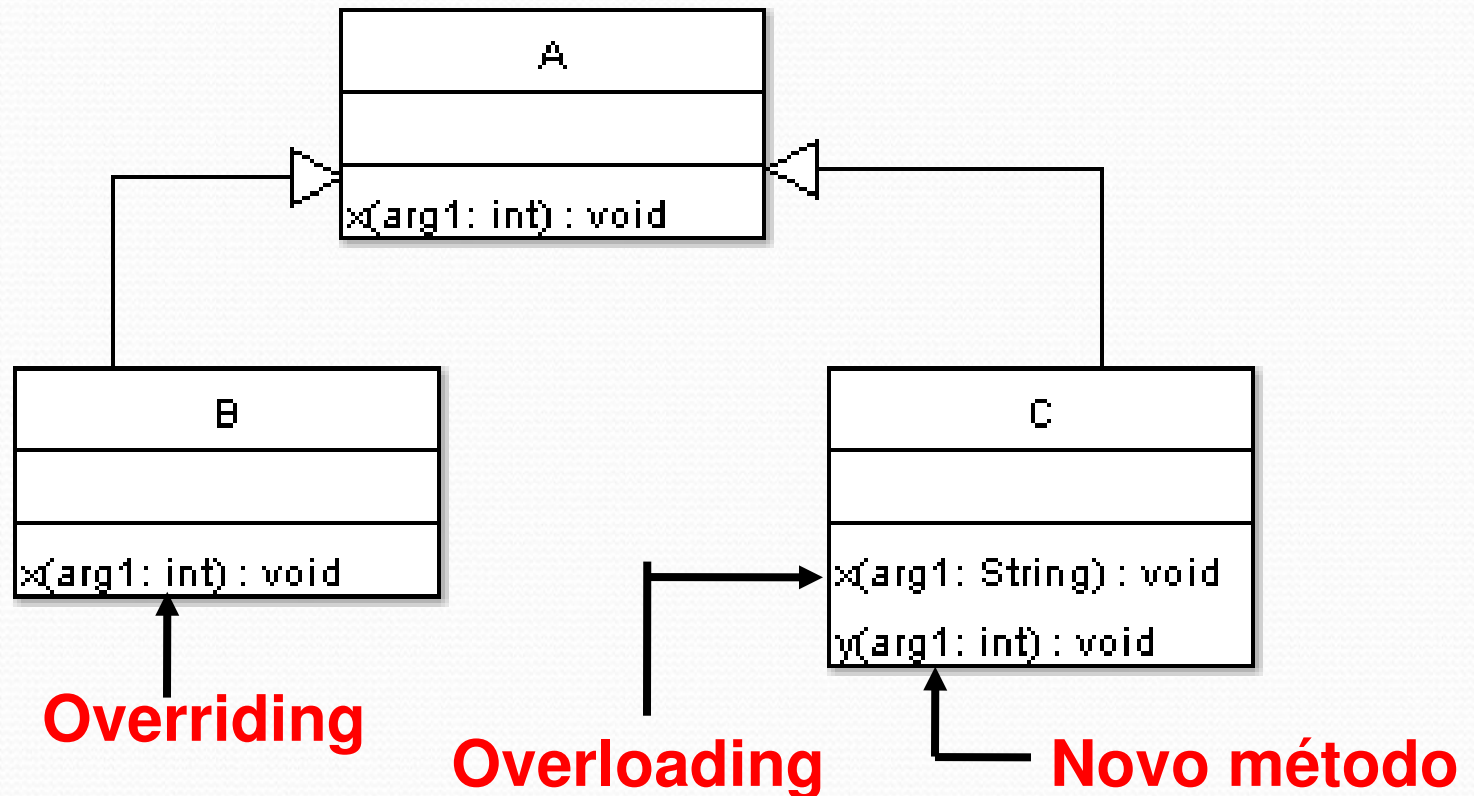 A
x(arg1: int) : void
B
x(arg1: int) : void
C
x(arg1: String) : void
y(arg1: int) : void
Overriding
Overloading
Novo método